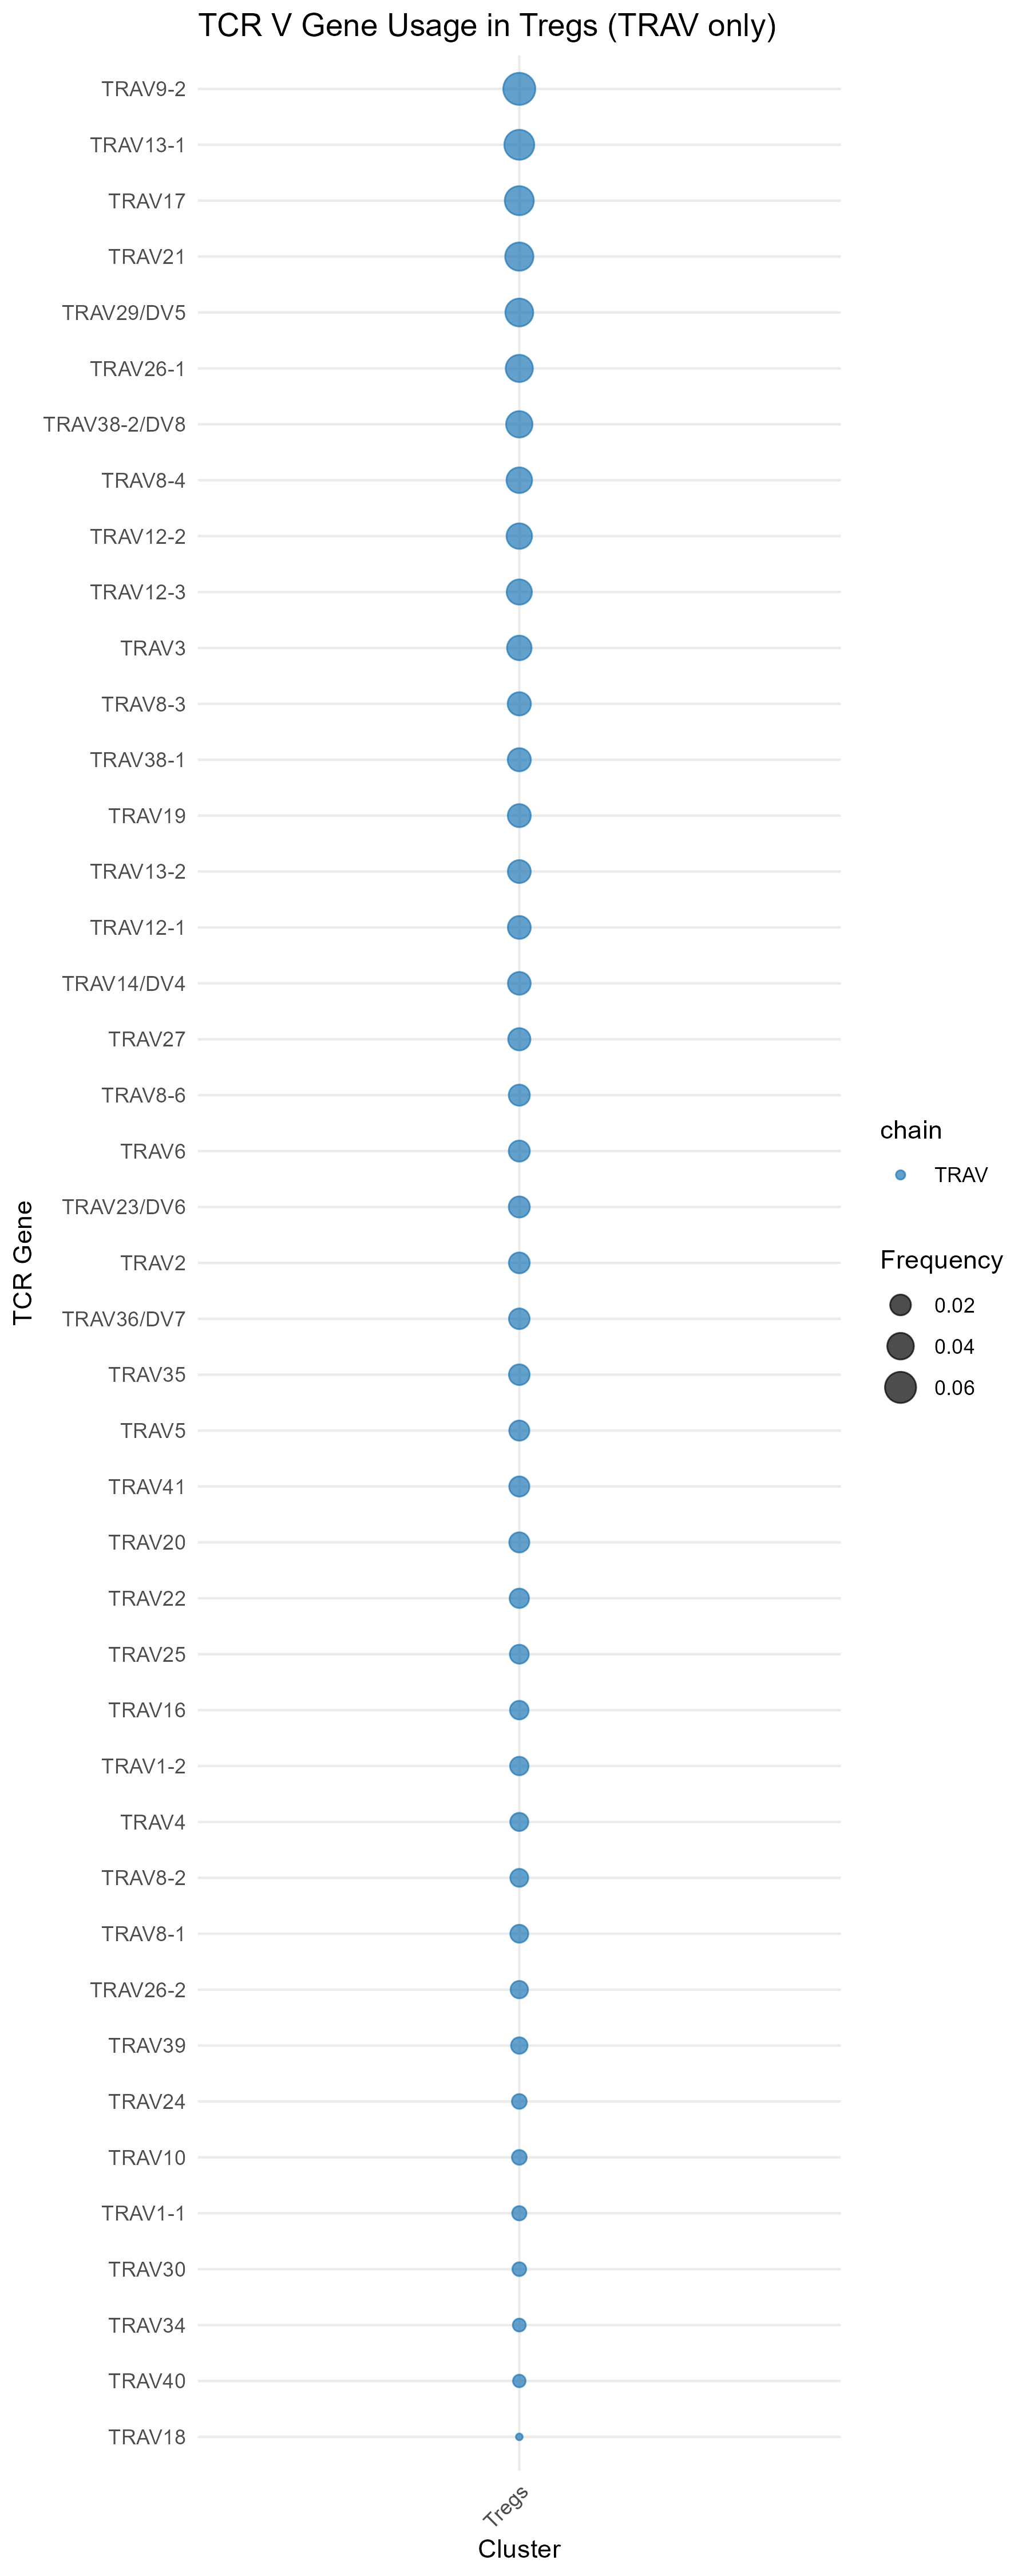 TCR V Gene Usage in Tregs (TRAV only)
TRAV9-2
TRAV13-1
TRAV17
TRAV21
TRAV29/DV5
TRAV26-1
TRAV38-2/DV8
TRAV8-4
TRAV12-2
TRAV12-3
TRAV3
TRAV8-3
TRAV38-1
TRAV19
TRAV13-2
TRAV12-1
TRAV14/DV4
TRAV27
TRAV8-6
TRAV6
TRAV23/DV6
TRAV2
TRAV36/DV7
TRAV35
TRAV5
TRAV41
TRAV20
TRAV22
TRAV25
TRAV16
TRAV1-2
TRAV4
TRAV8-2
TRAV8-1
TRAV26-2
TRAV39
TRAV24
TRAV10
TRAV1-1
TRAV30
TRAV34
TRAV40
TRAV18
TCR Gene
Tregs
Cluster
chain
TRAV
Frequency
0.02
0.04
0.06